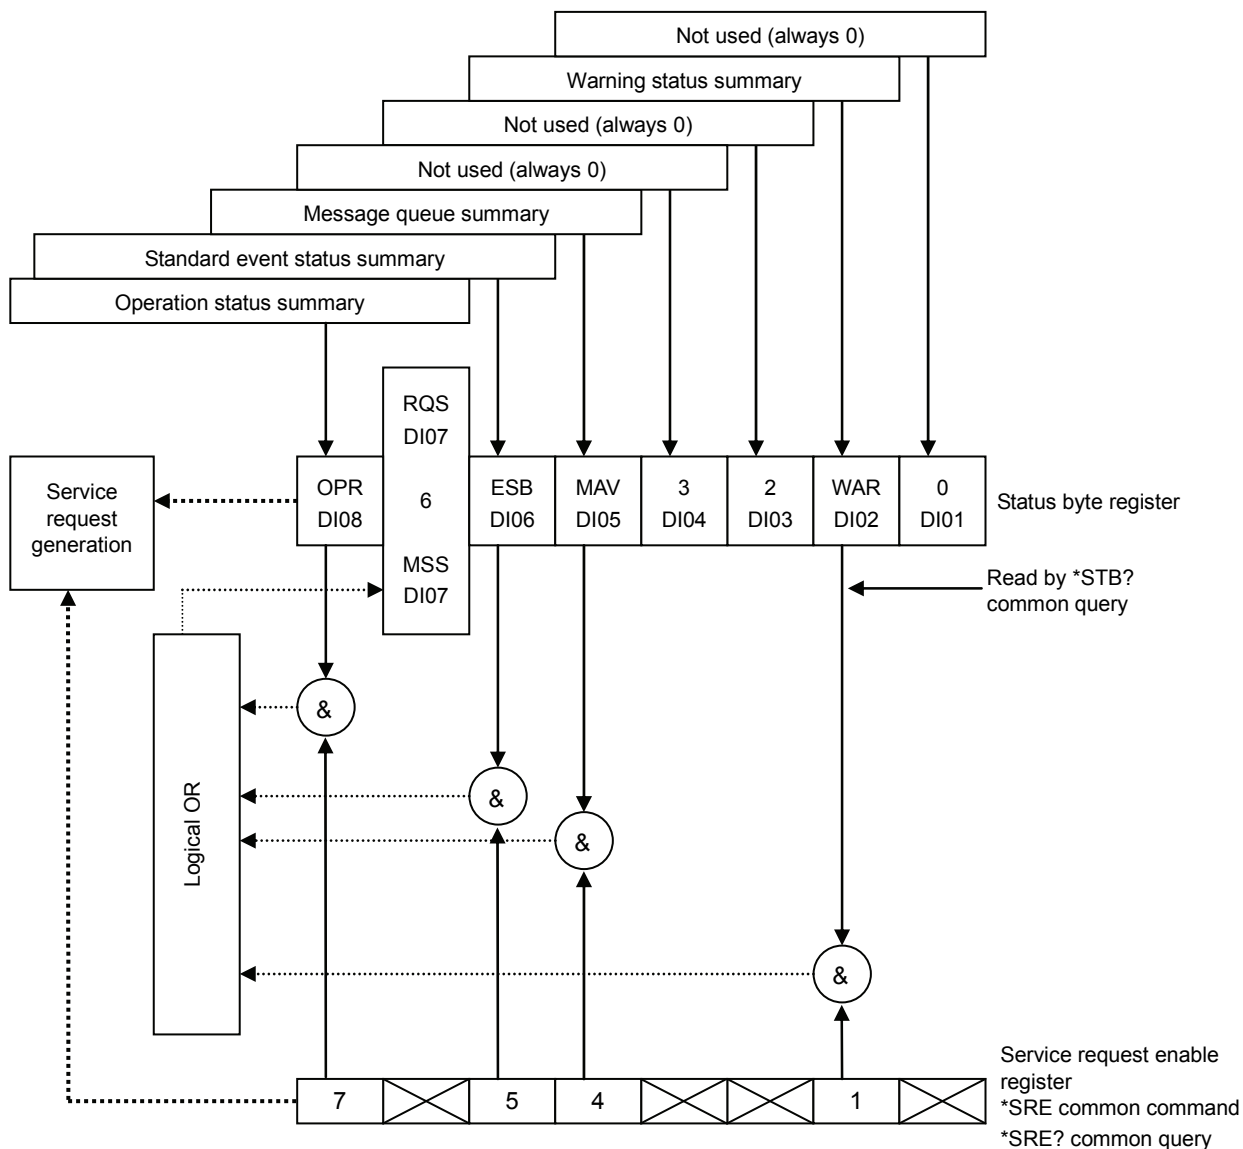 Not used (always 0)
Warning status summary
Not used (always 0)
Not used (always 0)
Message queue summary
Standard event status summary
Operation status summary
RQS
DI07
6
MSS
DI07
Service
request
generation
OPR
DI08
ESB
DI06
MAV
DI05
3
DI04
2
DI03
WAR
DI02
0
DI01
Status byte register
Read by *STB?
common query
&
&
&
&
Logical OR
7
5
4
1
Service request enable
register
*SRE common command
*SRE? common query